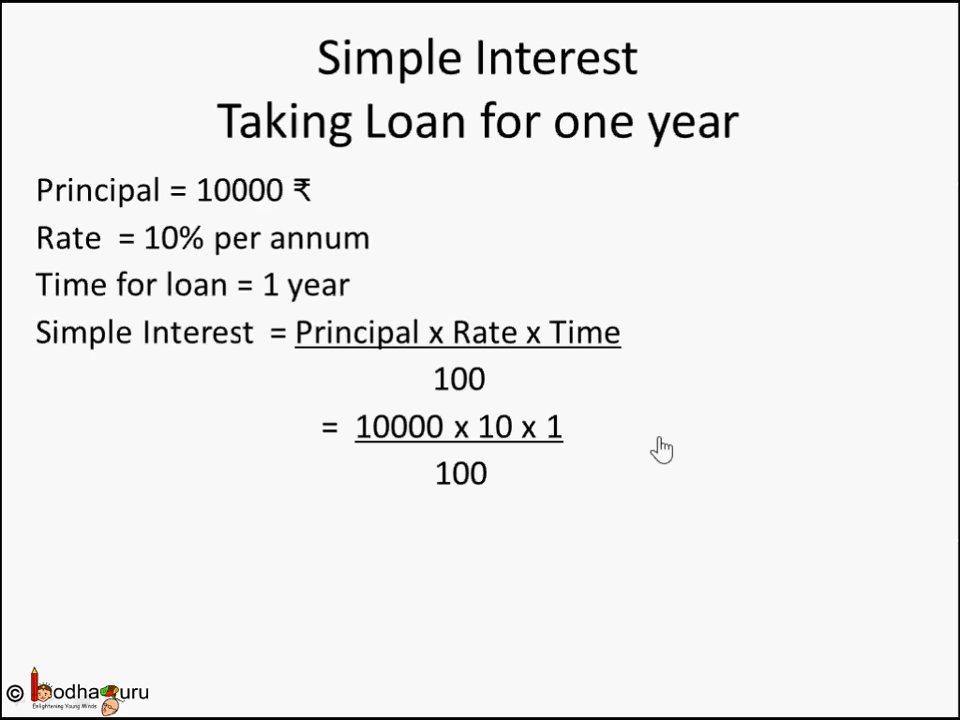 Simple Interest
Taking Loan for one year
Principal = 10000 ₹
Rate = 10% per annum
Time for loan = 1 year
Simple Interest = Principal x Rate x Time
100
= 10000 x 10 x 1
100
© BodhaGuru
Enlightening Young Minds